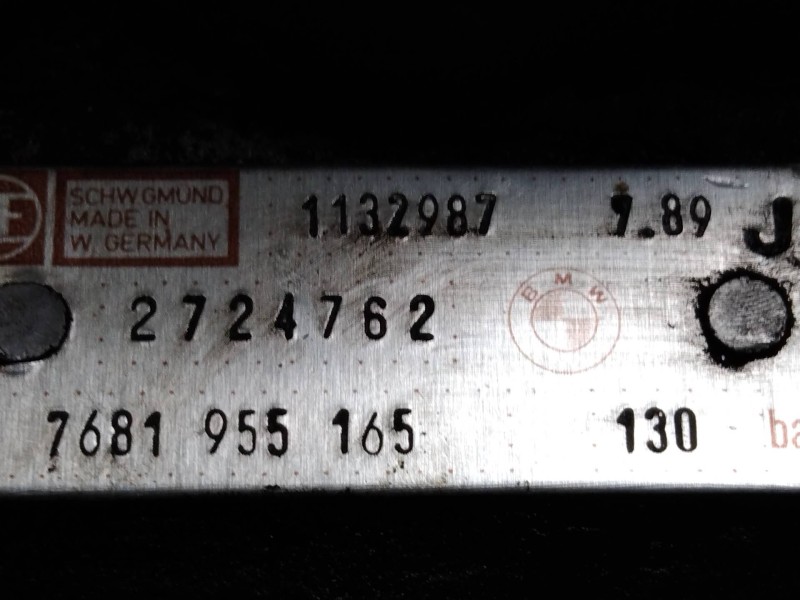 F SCHW GMUND
MADE IN
W. GERMANY
1132987 7.89 J
2724762 BMW
7681 955 165 130 ba